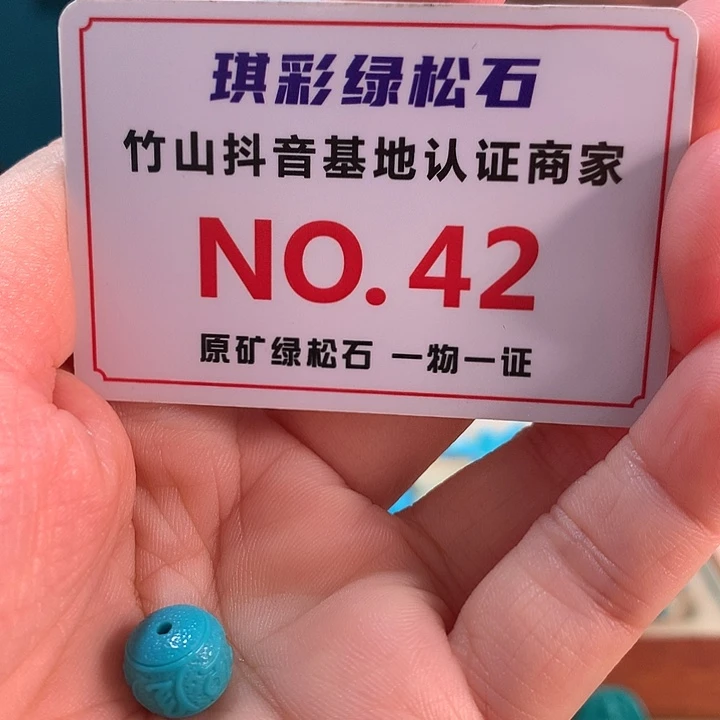 琪彩绿松石
竹山抖音基地认证商家
NO.42
原矿绿松石 一物一证